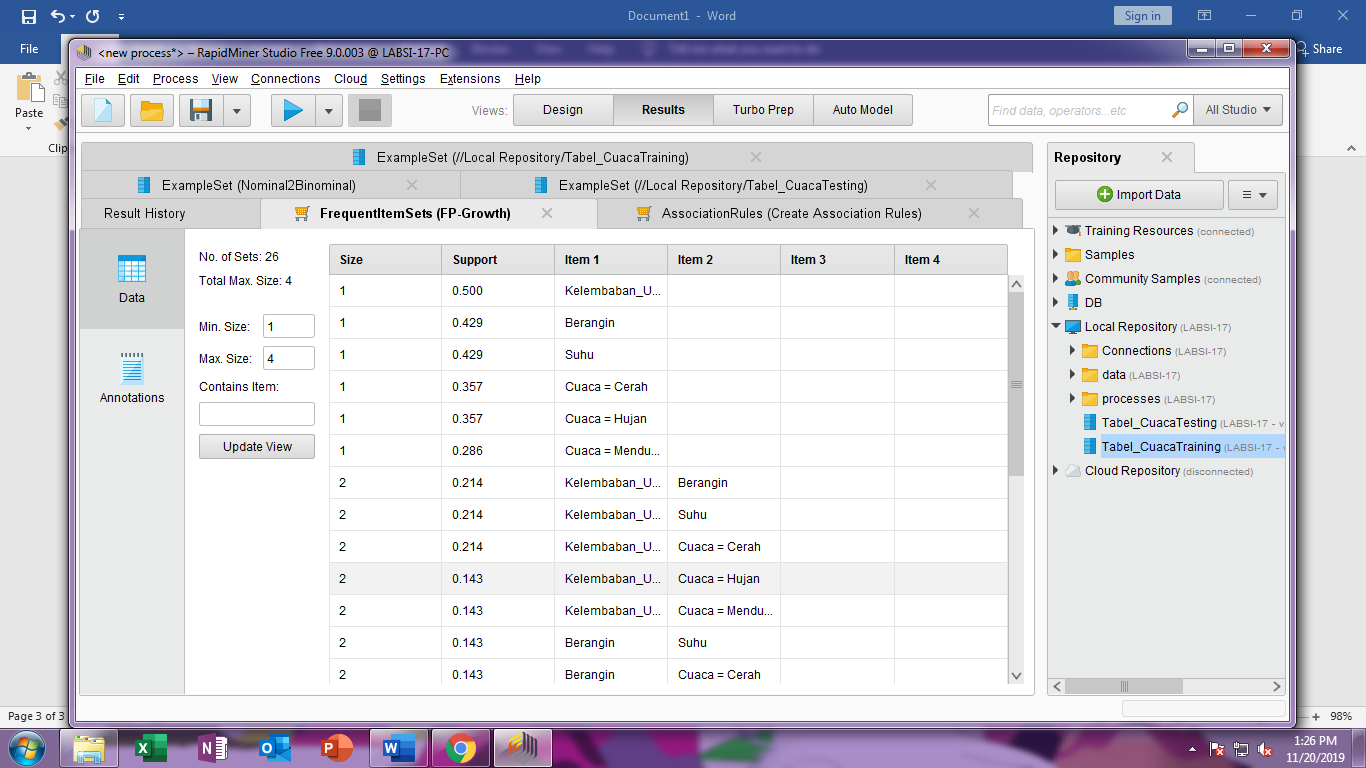 Document1 - Word
Sign in
File
Share
Paste
Clip
<new process*> – RapidMiner Studio Free 9.0.003 @ LABSI-17-PC
File Edit Process View Connections Cloud Settings Extensions Help
Views: Design Results Turbo Prep Auto Model
Find data, operators...etc
All Studio
ExampleSet (///Local Repository/Tabel_CuacaTraining)
ExampleSet (Nominal2Binominal)
ExampleSet (///Local Repository/Tabel_CuacaTesting)
Result History
FrequentItemSets (FP-Growth)
AssociationRules (Create Association Rules)
Data
Annotations
No. of Sets: 26
Total Max. Size: 4
Min. Size: 1
Max. Size: 4
Contains Item:
Update View
Size Support Item 1 Item 2 Item 3 Item 4
1 0.500 Kelembaban_U...
1 0.429 Berangin
1 0.429 Suhu
1 0.357 Cuaca = Cerah
1 0.357 Cuaca = Hujan
1 0.286 Cuaca = Mendu...
2 0.214 Kelembaban_U... Berangin
2 0.214 Kelembaban_U... Suhu
2 0.214 Kelembaban_U... Cuaca = Cerah
2 0.143 Kelembaban_U... Cuaca = Hujan
2 0.143 Kelembaban_U... Cuaca = Mendu...
2 0.143 Berangin Suhu
2 0.143 Berangin Cuaca = Cerah
Repository
Import Data
Training Resources (connected)
Samples
Community Samples (connected)
DB
Local Repository (LABSI-17)
Connections (LABSI-17)
data (LABSI-17)
processes (LABSI-17)
Tabel_CuacaTesting (LABSI-17 - v
Tabel_CuacaTraining (LABSI-17 - v
Cloud Repository (disconnected)
Page 3 of 3
98%
1:26 PM
11/20/2019